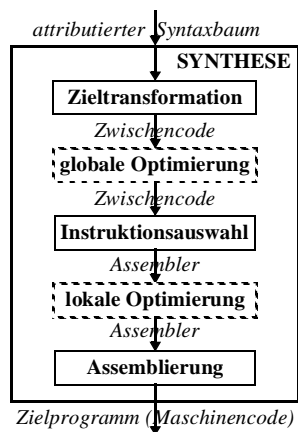 attributierter Syntaxbaum
SYNTHESE
Zieltransformation
Zwischencode
globale Optimierung
Zwischencode
Instruktionsauswahl
Assembler
lokale Optimierung
Assembler
Assemblierung
Zielprogramm (Maschinencode)